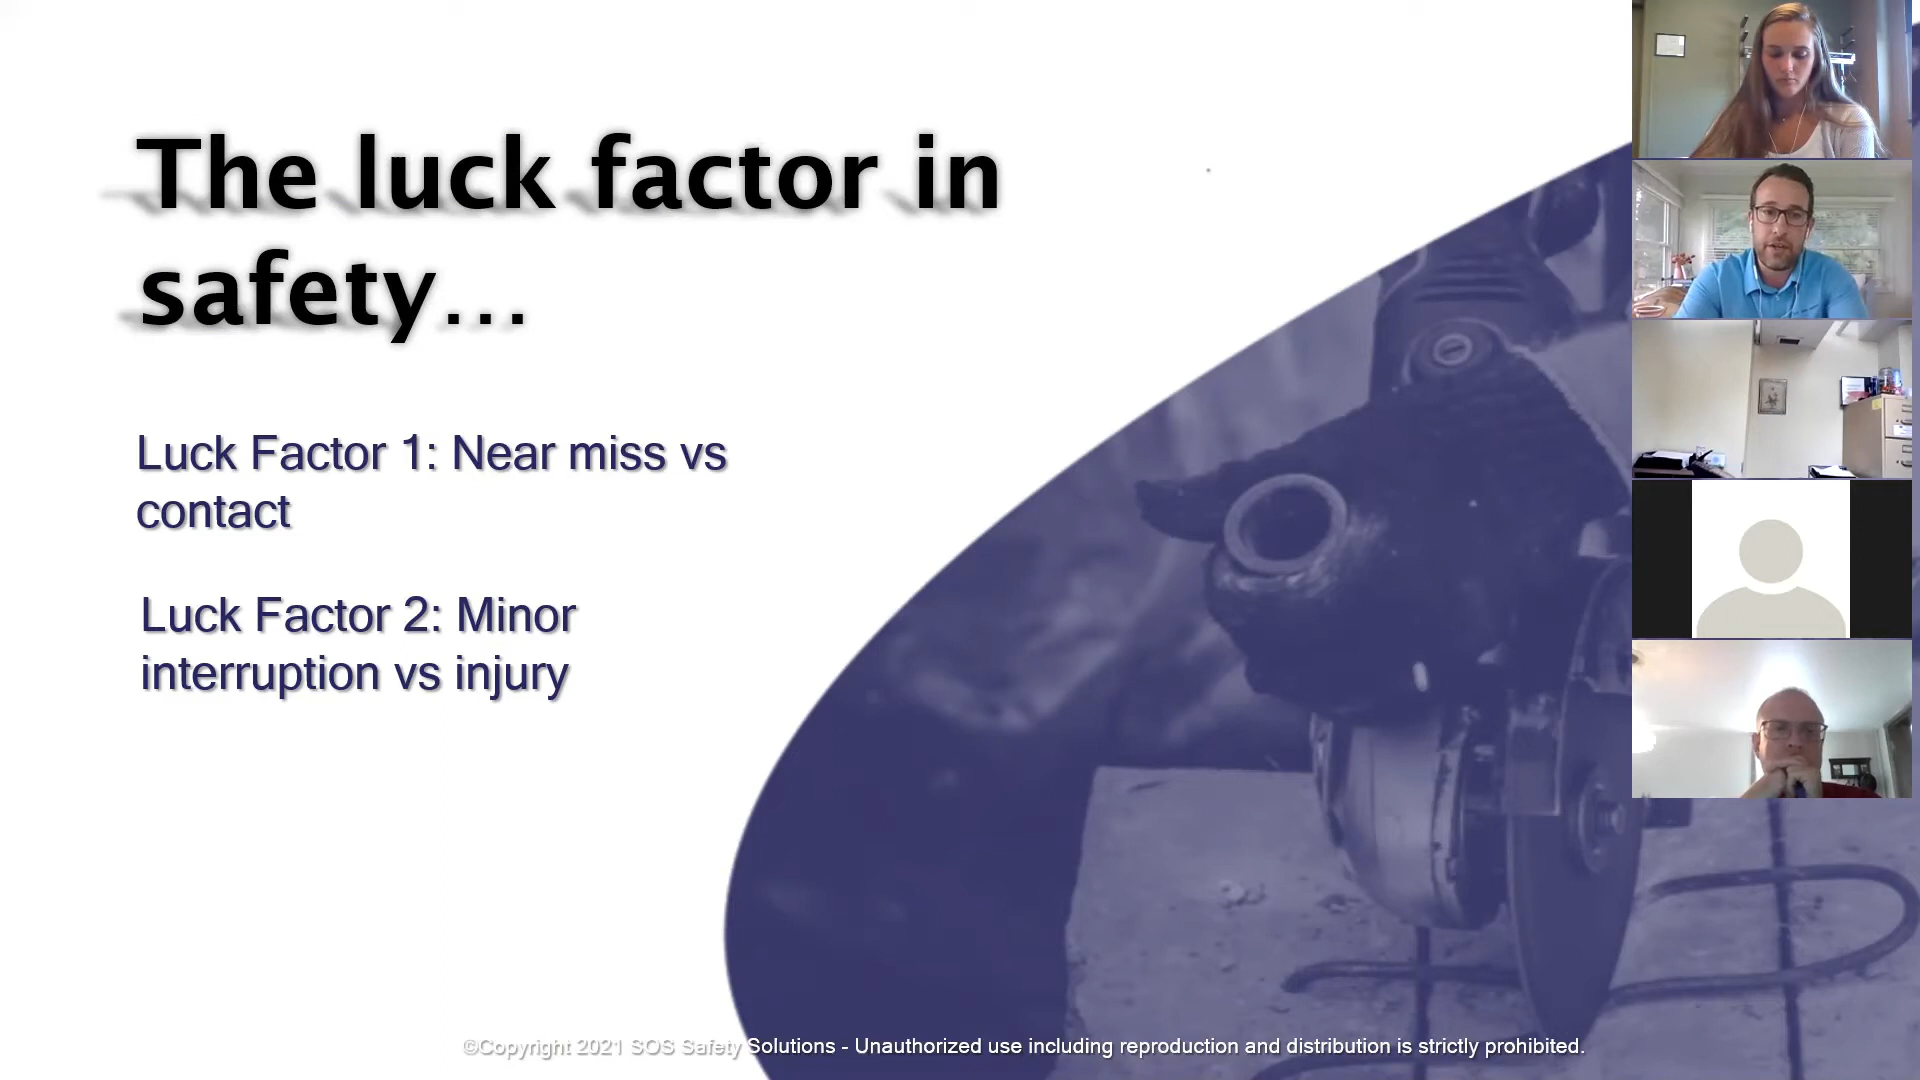 The luck factor in
safety...
Luck Factor 1: Near miss vs
contact
Luck Factor 2: Minor
interruption vs injury
©Copyright 2021 SOS Safety Solutions - Unauthorized use including reproduction and distribution is strictly prohibited.